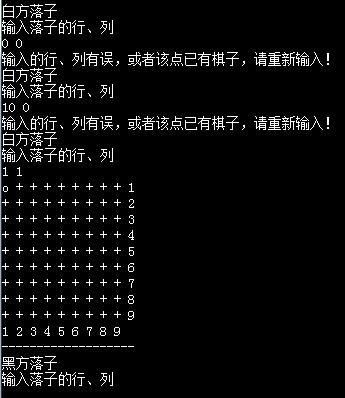 白方落子
输入落子的行、列
0 0
输入的行、列有误，或者该点已有棋子，请重新输入！
白方落子
输入落子的行、列
10 0
输入的行、列有误，或者该点已有棋子，请重新输入！
白方落子
输入落子的行、列
1 1
o + + + + + + + + 1
+ + + + + + + + + 2
+ + + + + + + + + 3
+ + + + + + + + + 4
+ + + + + + + + + 5
+ + + + + + + + + 6
+ + + + + + + + + 7
+ + + + + + + + + 8
+ + + + + + + + + 9
1 2 3 4 5 6 7 8 9
-------------------
黑方落子
输入落子的行、列